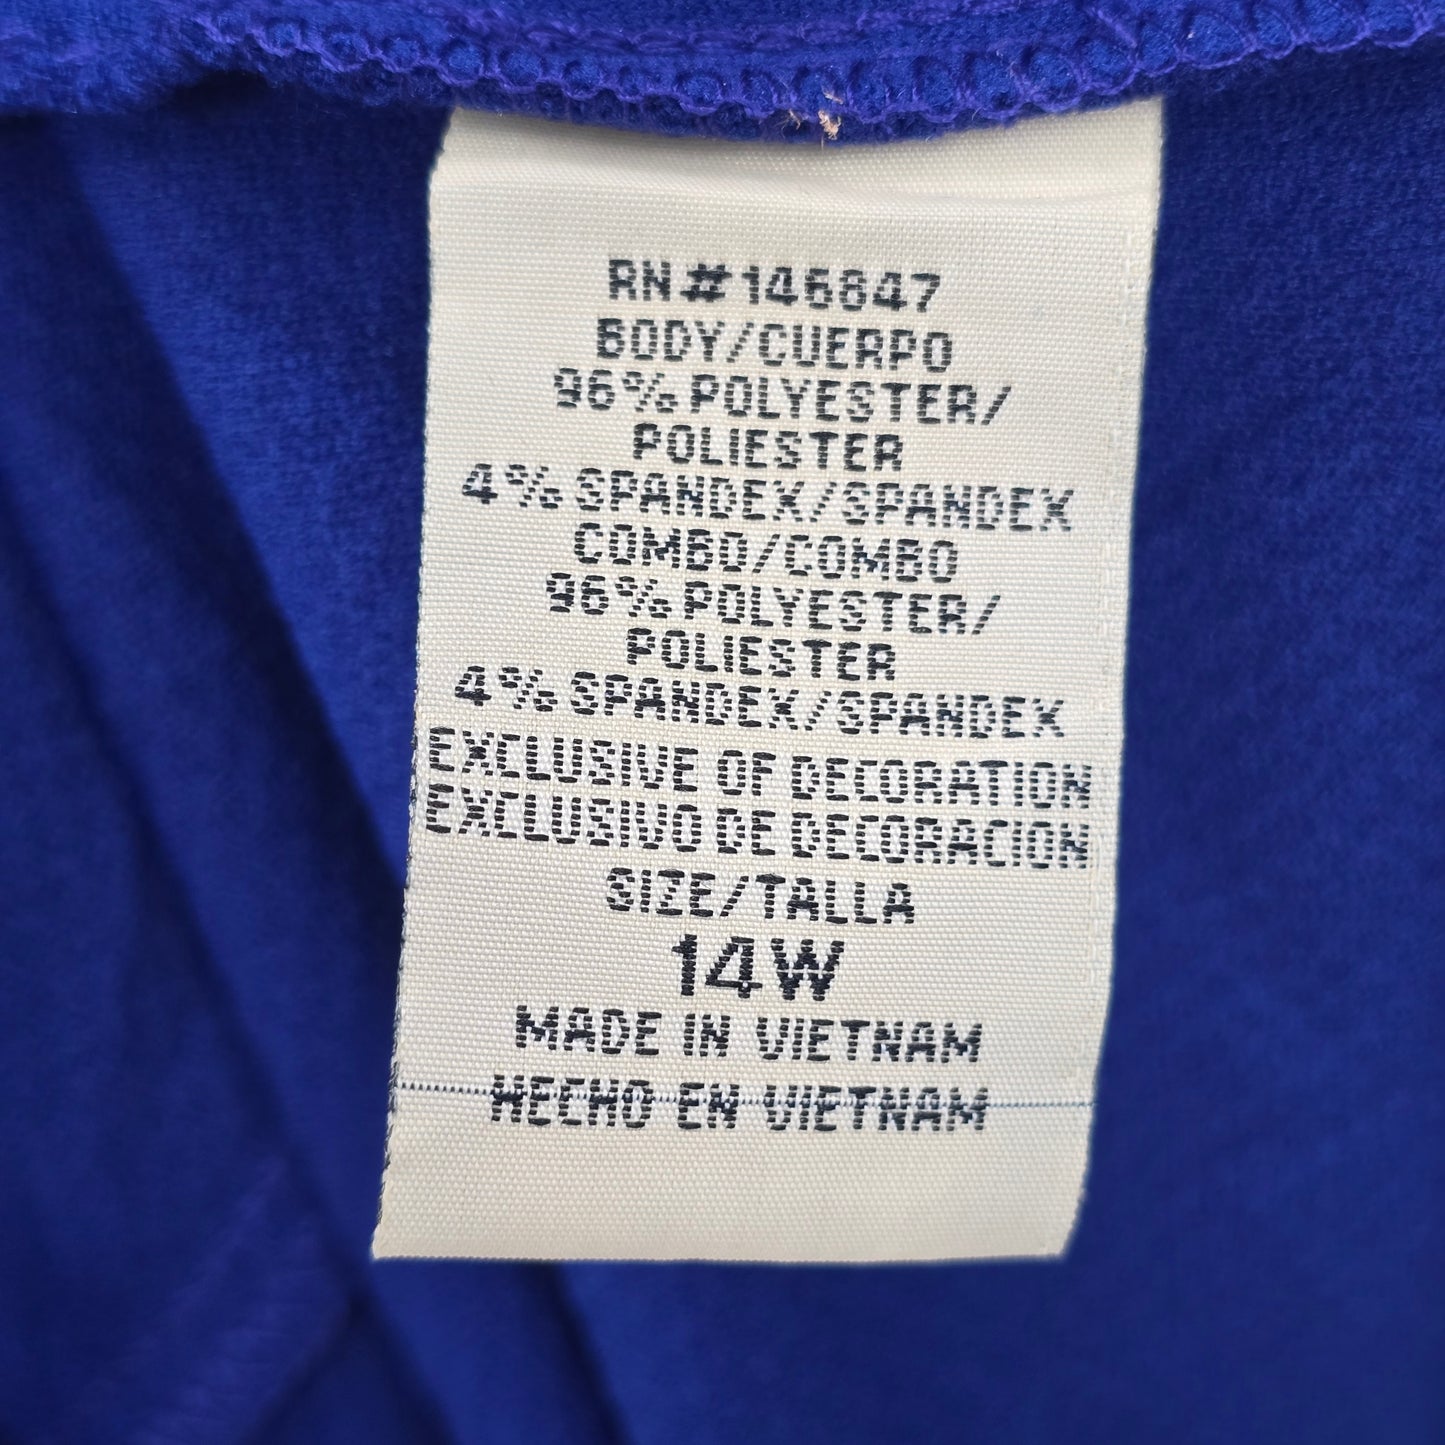 RN#146847
BODY/CUERPO
96% POLYESTER/
POLIESTER
4% SPANDEX/SPANDEX
COMBO/COMBO
96% POLYESTER/
POLIESTER
4% SPANDEX/SPANDEX
EXCLUSIVE OF DECORATION
EXCLUSIVO DE DECORACION
SIZE/TALLA
14W
MADE IN VIETNAM
HECHO EN VIETNAM